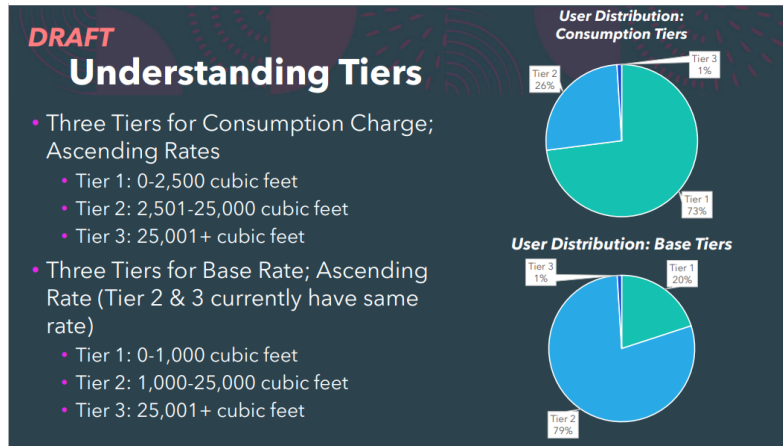 DRAFT
Understanding Tiers
• Three Tiers for Consumption Charge;
Ascending Rates
• Tier 1: 0-2,500 cubic feet
• Tier 2: 2,501-25,000 cubic feet
• Tier 3: 25,001+ cubic feet
• Three Tiers for Base Rate; Ascending
Rate (Tier 2 & 3 currently have same
rate)
• Tier 1: 0-1,000 cubic feet
• Tier 2: 1,000-25,000 cubic feet
• Tier 3: 25,001+ cubic feet
User Distribution:
Consumption Tiers
Tier 3
1%
Tier 2
26%
Tier 1
73%
User Distribution: Base Tiers
Tier 3
1%
Tier 1
20%
Tier 2
79%